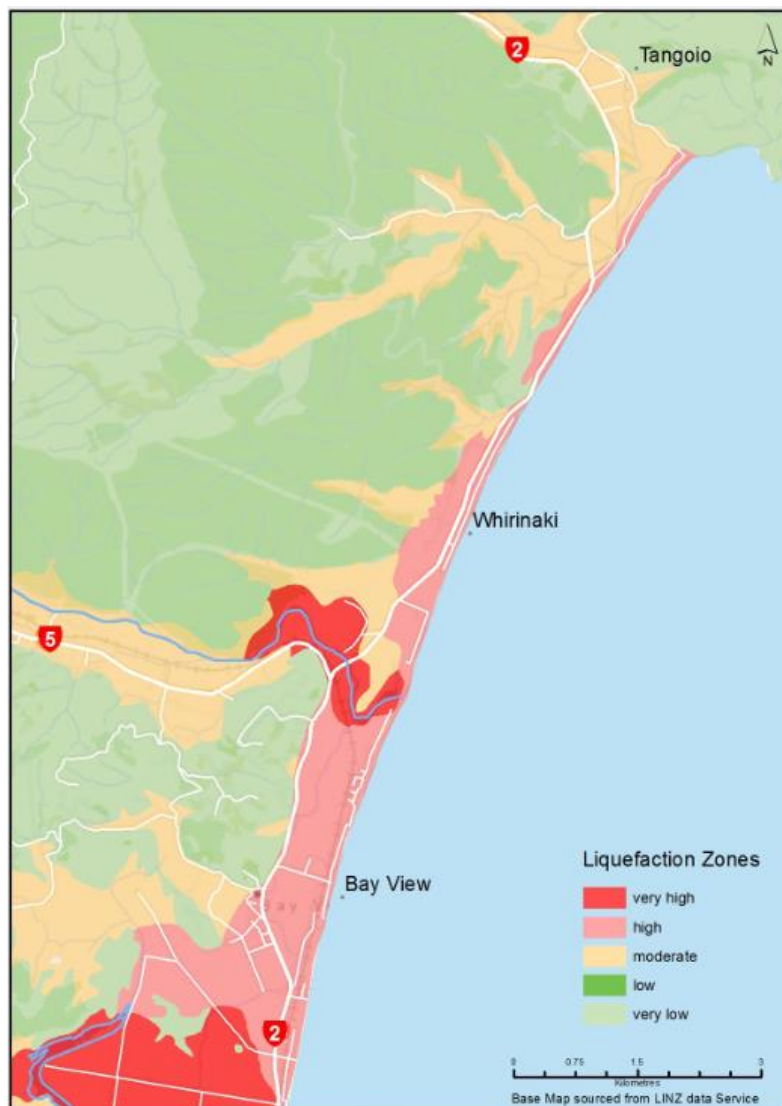 2
Tangoio
N
Whirinaki
5
Bay View
Liquefaction Zones
very high
high
moderate
low
very low
2
0 0.75 1.5 3
Kilometres
Base Map sourced from LINZ data Service